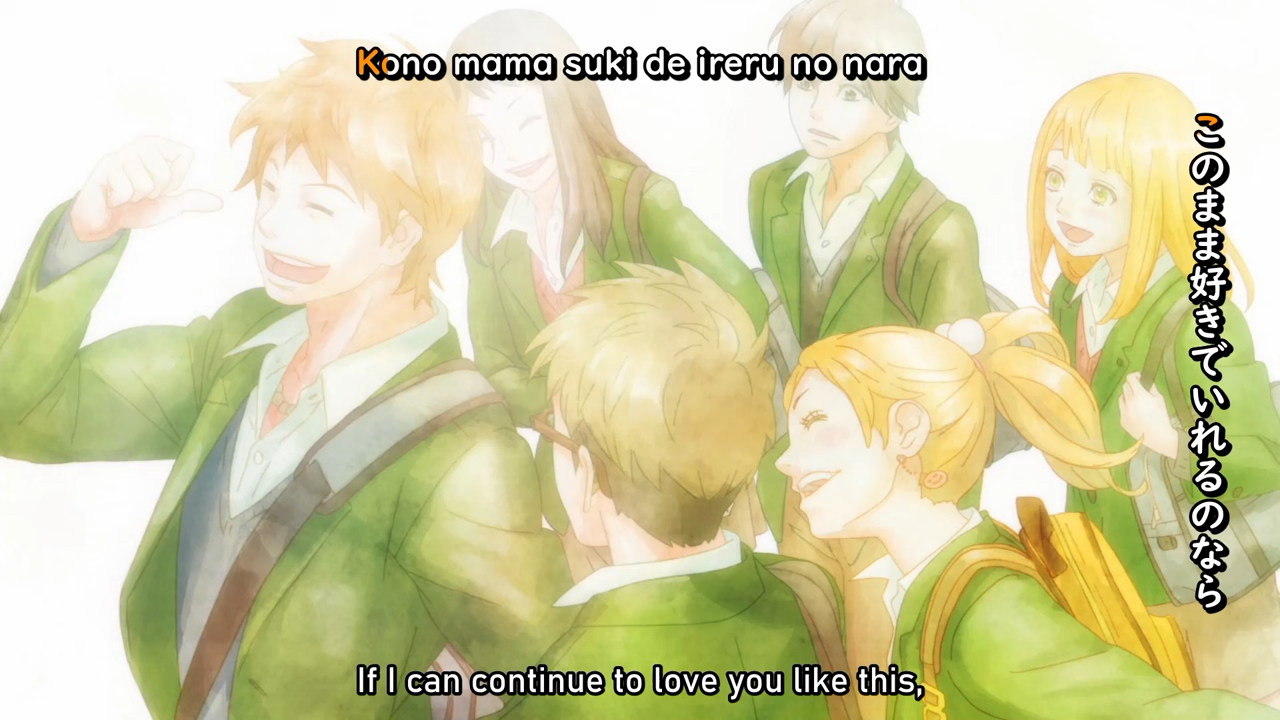 Kono mama suki de ireru no nara
このまま好きでいれるのなら
If I can continue to love you like this,